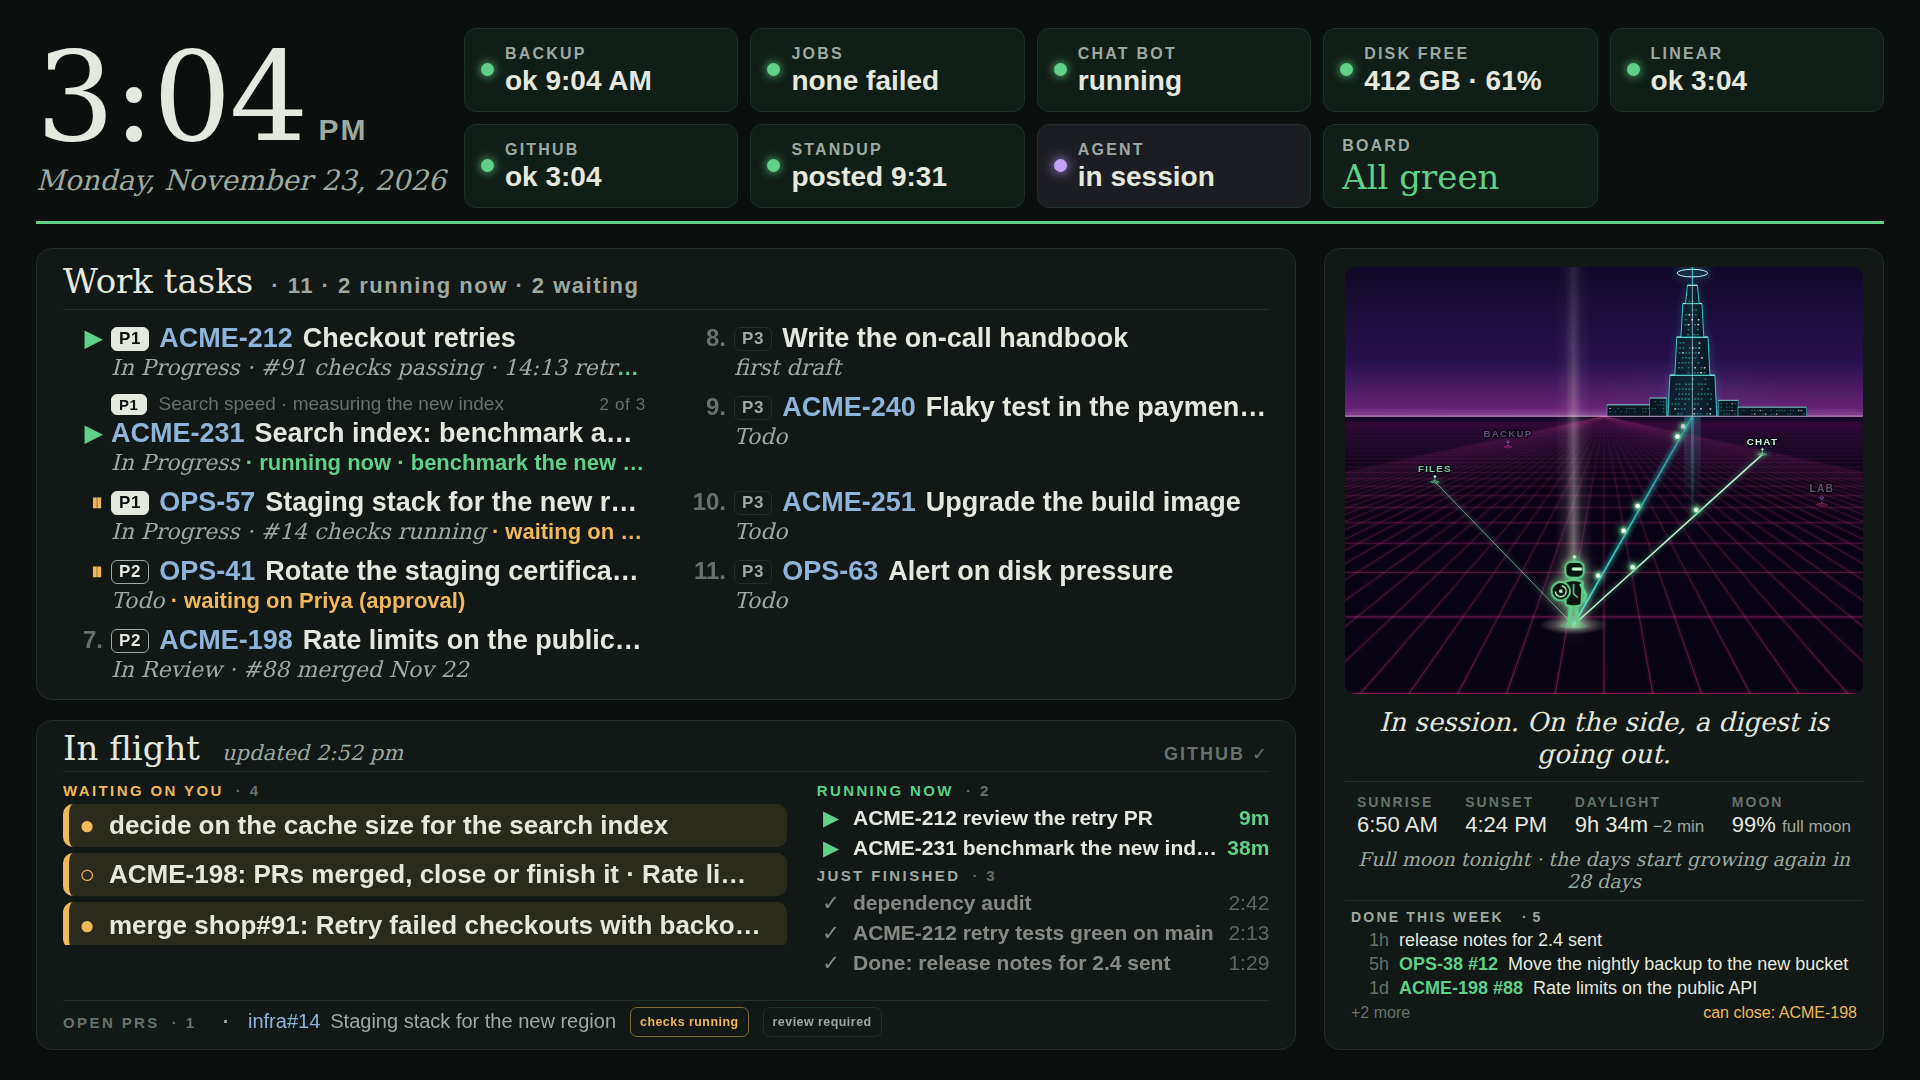 3:04 PM
Monday, November 23, 2026
BACKUP
ok 9:04 AM
JOBS
none failed
CHAT BOT
running
DISK FREE
412 GB · 61%
LINEAR
ok 3:04
GITHUB
ok 3:04
STANDUP
posted 9:31
AGENT
in session
BOARD
All green
Work tasks · 11 · 2 running now · 2 waiting
▶ P1 ACME-212 Checkout retries
In Progress · #91 checks passing · 14:13 retr…
P1 Search speed · measuring the new index 2 of 3
▶ ACME-231 Search index: benchmark a…
In Progress · running now · benchmark the new …
P1 OPS-57 Staging stack for the new r…
In Progress · #14 checks running · waiting on …
P2 OPS-41 Rotate the staging certifica…
Todo · waiting on Priya (approval)
7. P2 ACME-198 Rate limits on the public…
In Review · #88 merged Nov 22
8. P3 Write the on-call handbook
first draft
9. P3 ACME-240 Flaky test in the paymen…
Todo
10. P3 ACME-251 Upgrade the build image
Todo
11. P3 OPS-63 Alert on disk pressure
Todo
In flight updated 2:52 pm GITHUB ✓
WAITING ON YOU · 4
● decide on the cache size for the search index
○ ACME-198: PRs merged, close or finish it · Rate li…
● merge shop#91: Retry failed checkouts with backo…
RUNNING NOW · 2
▶ ACME-212 review the retry PR 9m
▶ ACME-231 benchmark the new ind… 38m
JUST FINISHED · 3
✓ dependency audit 2:42
✓ ACME-212 retry tests green on main 2:13
✓ Done: release notes for 2.4 sent 1:29
OPEN PRS · 1 · infra#14 Staging stack for the new region checks running review required
BACKUP
CHAT
FILES
LAB
In session. On the side, a digest is
going out.
SUNRISE
6:50 AM
SUNSET
4:24 PM
DAYLIGHT
9h 34m −2 min
MOON
99% full moon
Full moon tonight · the days start growing again in
28 days
DONE THIS WEEK · 5
1h release notes for 2.4 sent
5h OPS-38 #12 Move the nightly backup to the new bucket
1d ACME-198 #88 Rate limits on the public API
+2 more can close: ACME-198